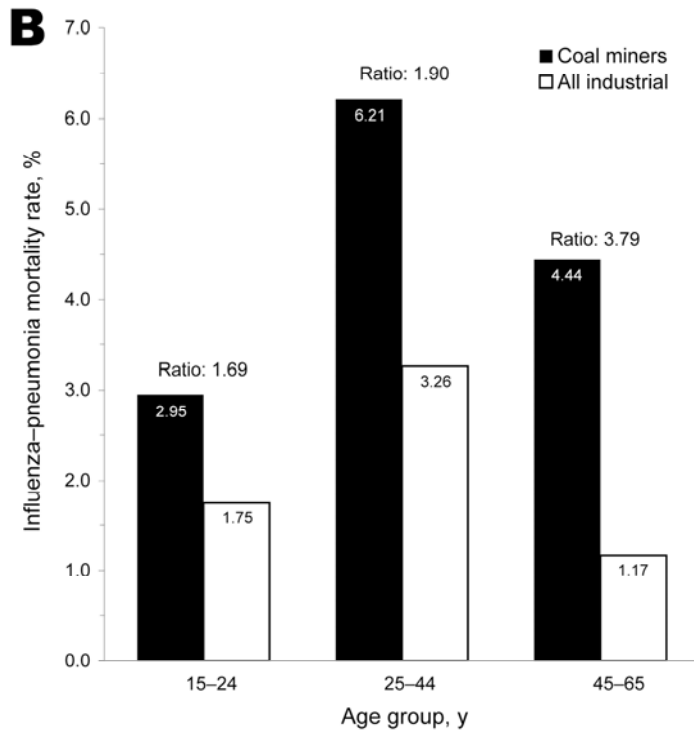 B
7.0
6.0
5.0
4.0
3.0
2.0
1.0
0.0
Influenza–pneumonia mortality rate, %
Coal miners
All industrial
Ratio: 1.69
2.95
1.75
Ratio: 1.90
6.21
3.26
Ratio: 3.79
4.44
1.17
15–24
25–44
45–65
Age group, y